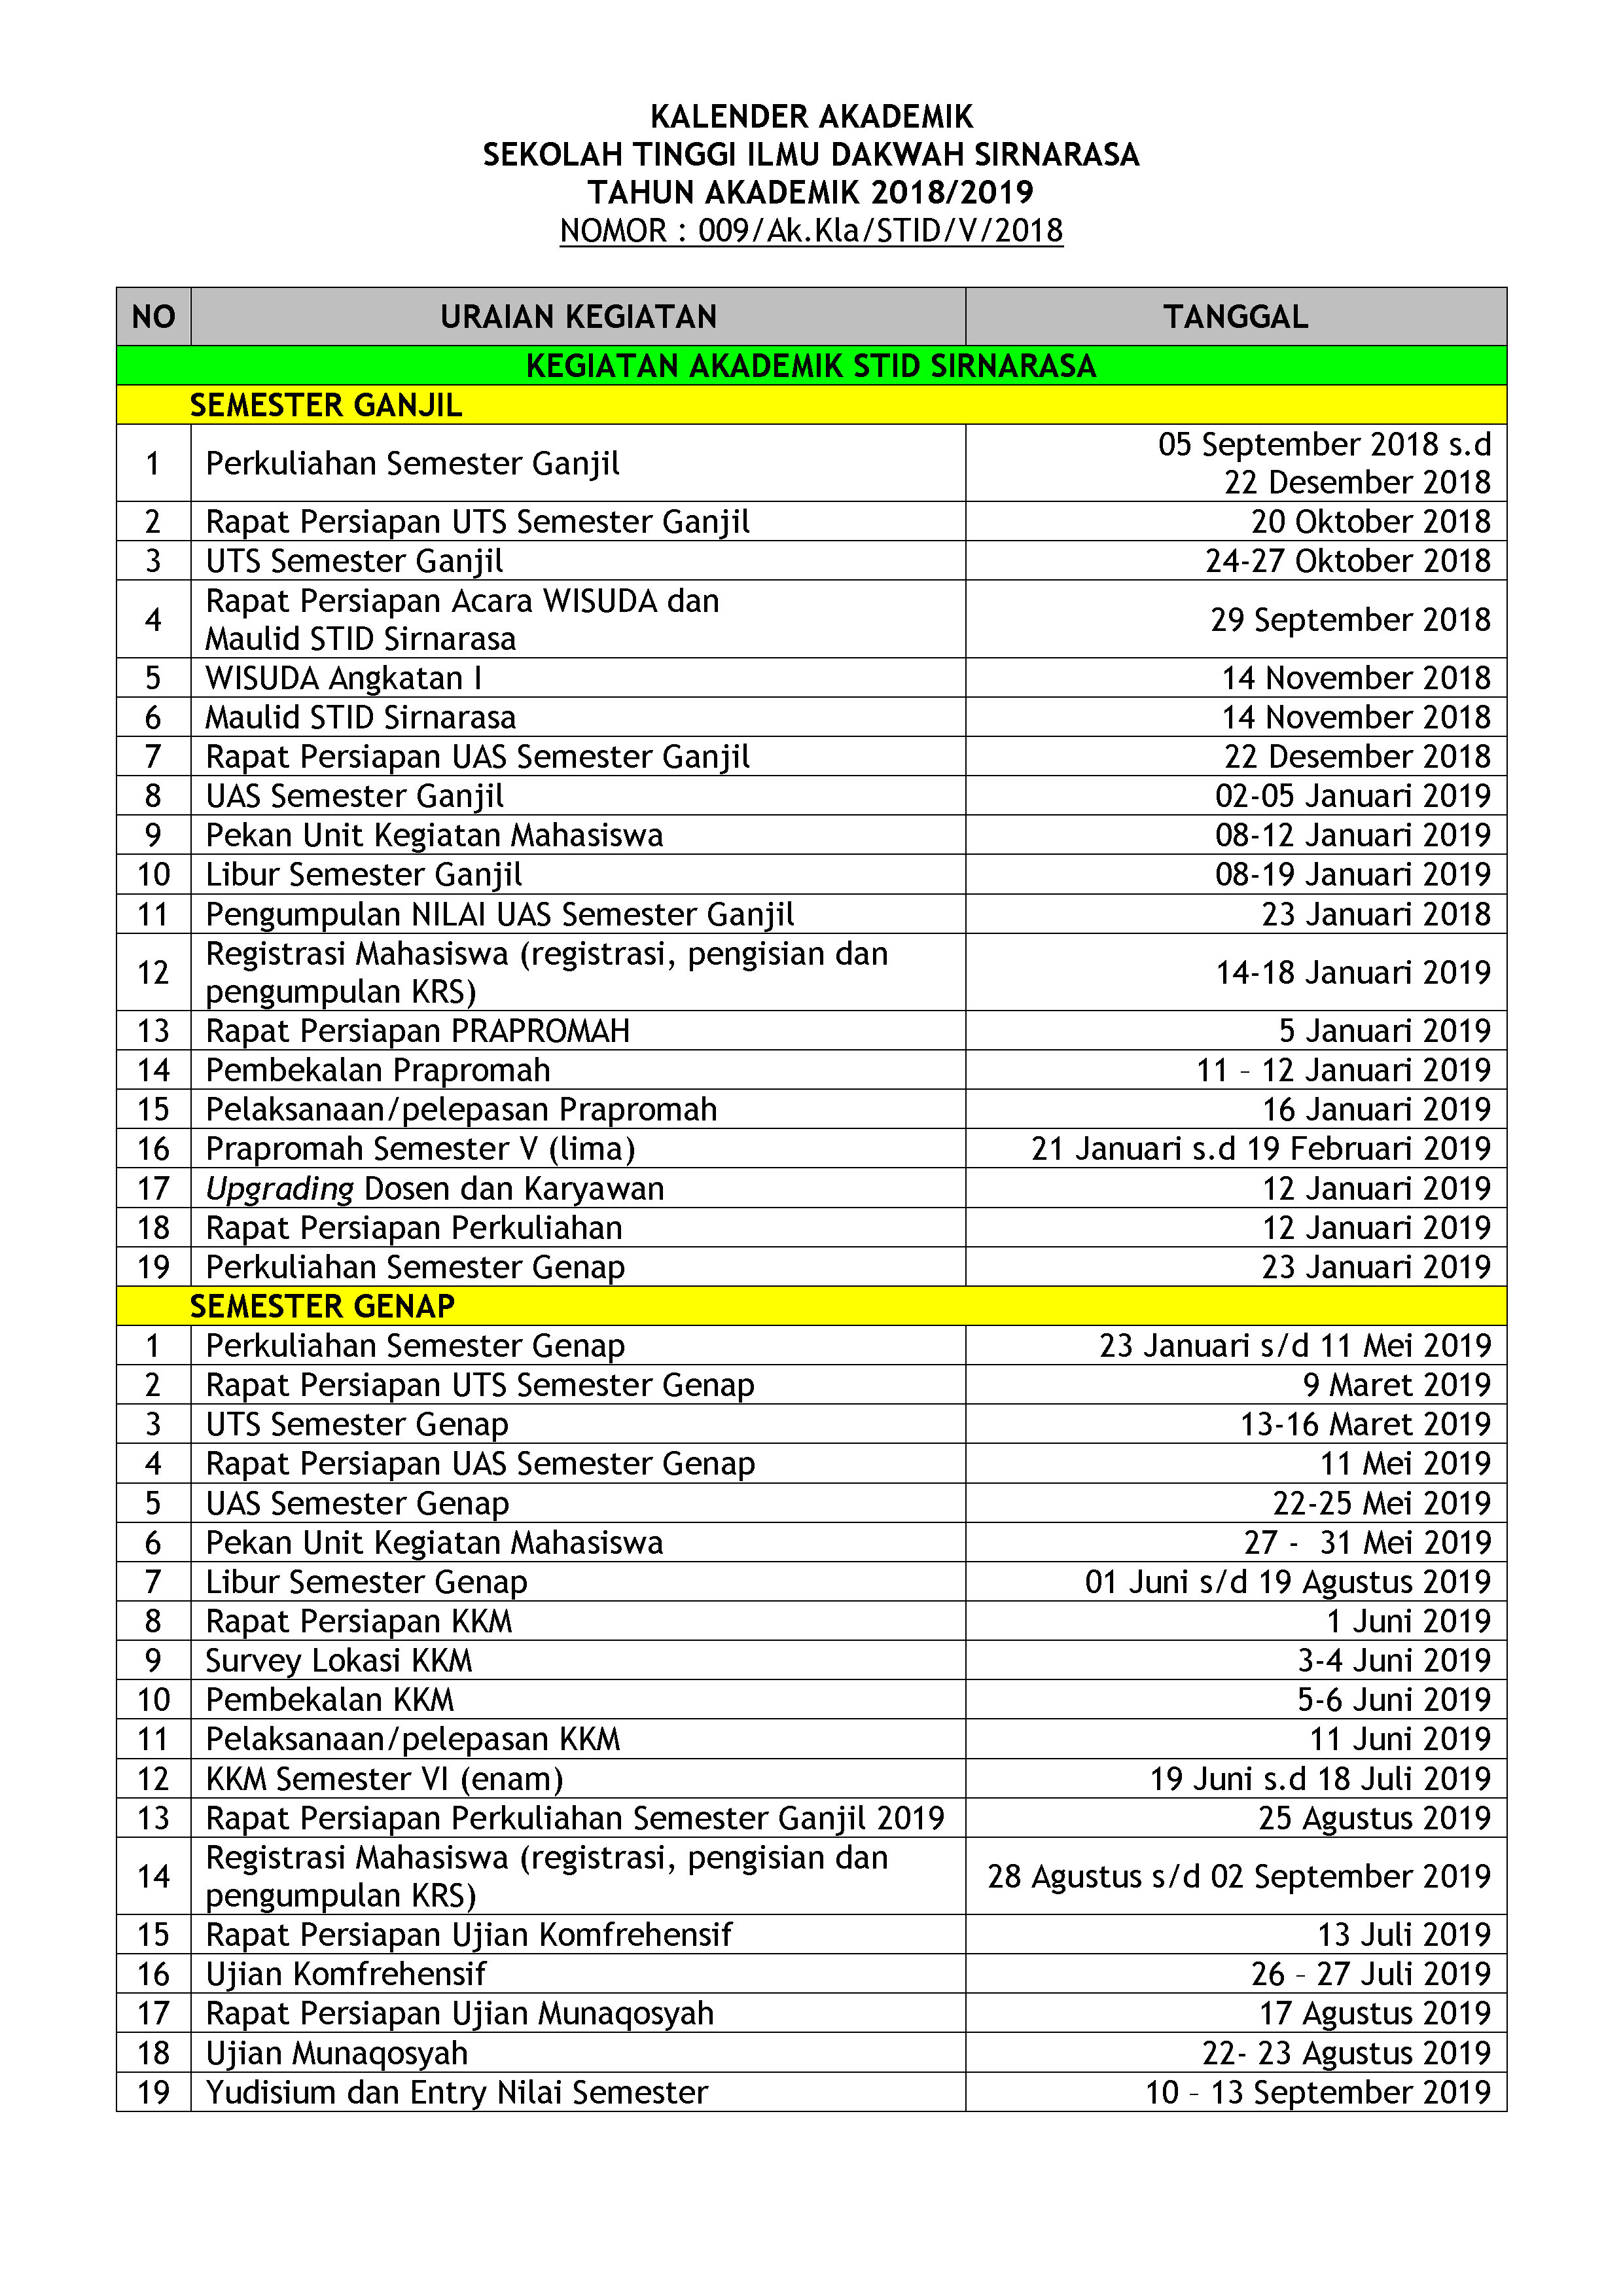 KALENDER AKADEMIK
SEKOLAH TINGGI ILMU DAKWAH SIRNARASA
TAHUN AKADEMIK 2018/2019
NOMOR : 009/Ak.Kla/STID/V/2018
NO URAIAN KEGIATAN TANGGAL
KEGIATAN AKADEMIK STID SIRNARASA
SEMESTER GANJIL
1 Perkuliahan Semester Ganjil 05 September 2018 s.d
22 Desember 2018
2 Rapat Persiapan UTS Semester Ganjil 20 Oktober 2018
3 UTS Semester Ganjil 24-27 Oktober 2018
4 Rapat Persiapan Acara WISUDA dan
Maulid STID Sirnarasa 29 September 2018
5 WISUDA Angkatan I 14 November 2018
6 Maulid STID Sirnarasa 14 November 2018
7 Rapat Persiapan UAS Semester Ganjil 22 Desember 2018
8 UAS Semester Ganjil 02-05 Januari 2019
9 Pekan Unit Kegiatan Mahasiswa 08-12 Januari 2019
10 Libur Semester Ganjil 08-19 Januari 2019
11 Pengumpulan NILAI UAS Semester Ganjil 23 Januari 2018
12 Registrasi Mahasiswa (registrasi, pengisian dan
pengumpulan KRS) 14-18 Januari 2019
13 Rapat Persiapan PRAPROMAH 5 Januari 2019
14 Pembekalan Prapromah 11 – 12 Januari 2019
15 Pelaksanaan/pelepasan Prapromah 16 Januari 2019
16 Prapromah Semester V (lima) 21 Januari s.d 19 Februari 2019
17 Upgrading Dosen dan Karyawan 12 Januari 2019
18 Rapat Persiapan Perkuliahan 12 Januari 2019
19 Perkuliahan Semester Genap 23 Januari 2019
SEMESTER GENAP
1 Perkuliahan Semester Genap 23 Januari s/d 11 Mei 2019
2 Rapat Persiapan UTS Semester Genap 9 Maret 2019
3 UTS Semester Genap 13-16 Maret 2019
4 Rapat Persiapan UAS Semester Genap 11 Mei 2019
5 UAS Semester Genap 22-25 Mei 2019
6 Pekan Unit Kegiatan Mahasiswa 27 - 31 Mei 2019
7 Libur Semester Genap 01 Juni s/d 19 Agustus 2019
8 Rapat Persiapan KKM 1 Juni 2019
9 Survey Lokasi KKM 3-4 Juni 2019
10 Pembekalan KKM 5-6 Juni 2019
11 Pelaksanaan/pelepasan KKM 11 Juni 2019
12 KKM Semester VI (enam) 19 Juni s.d 18 Juli 2019
13 Rapat Persiapan Perkuliahan Semester Ganjil 2019 25 Agustus 2019
14 Registrasi Mahasiswa (registrasi, pengisian dan
pengumpulan KRS) 28 Agustus s/d 02 September 2019
15 Rapat Persiapan Ujian Komfrehensif 13 Juli 2019
16 Ujian Komfrehensif 26 – 27 Juli 2019
17 Rapat Persiapan Ujian Munaqosyah 17 Agustus 2019
18 Ujian Munaqosyah 22- 23 Agustus 2019
19 Yudisium dan Entry Nilai Semester 10 – 13 September 2019